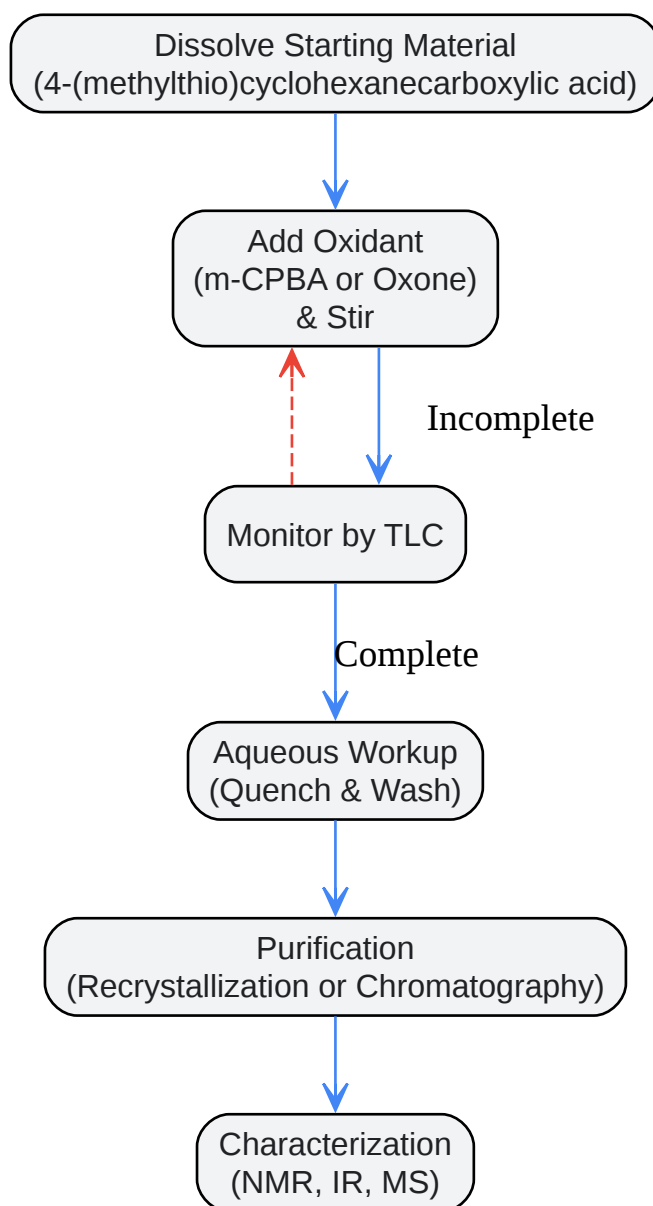 Dissolve Starting Material
(4-(methylthio)cyclohexanecarboxylic acid)
Add Oxidant
(m-CPBA or Oxone)
& Stir
Incomplete
Monitor by TLC
Complete
Aqueous Workup
(Quench & Wash)
Purification
(Recrystallization or Chromatography)
Characterization
(NMR, IR, MS)